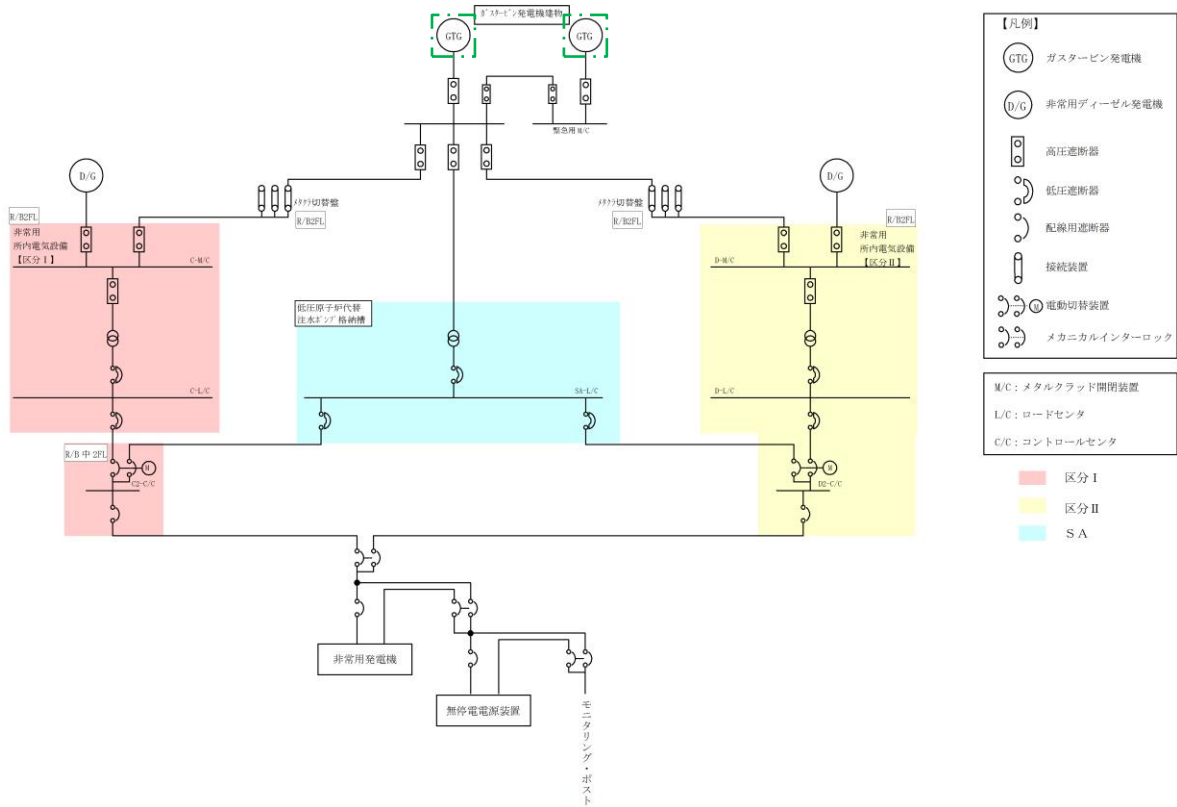 ガスタービン発電機建物
GTG
GTG
緊急用M/C
D/G
D/G
メタクラ切替盤
R/B2FL
メタクラ切替盤
R/B2FL
R/B2FL
非常用
所内電気設備
【区分Ⅰ】
C-M/C
R/B2FL
非常用
所内電気設備
【区分Ⅱ】
D-M/C
低圧原子炉代替
注水ポンプ格納槽
C-L/C
SA-L/C
D-L/C
R/B 中 2FL
M
C2-C/C
M
D2-C/C
非常用発電機
無停電電源装置
モニタリング・ポスト
【凡例】
GTG ガスタービン発電機
D/G 非常用ディーゼル発電機
高圧遮断器
低圧遮断器
配線用遮断器
接続装置
M 電動切替装置
メカニカルインターロック
M/C：メタルクラッド開閉装置
L/C：ロードセンタ
C/C：コントロールセンタ
区分Ⅰ
区分Ⅱ
ＳＡ